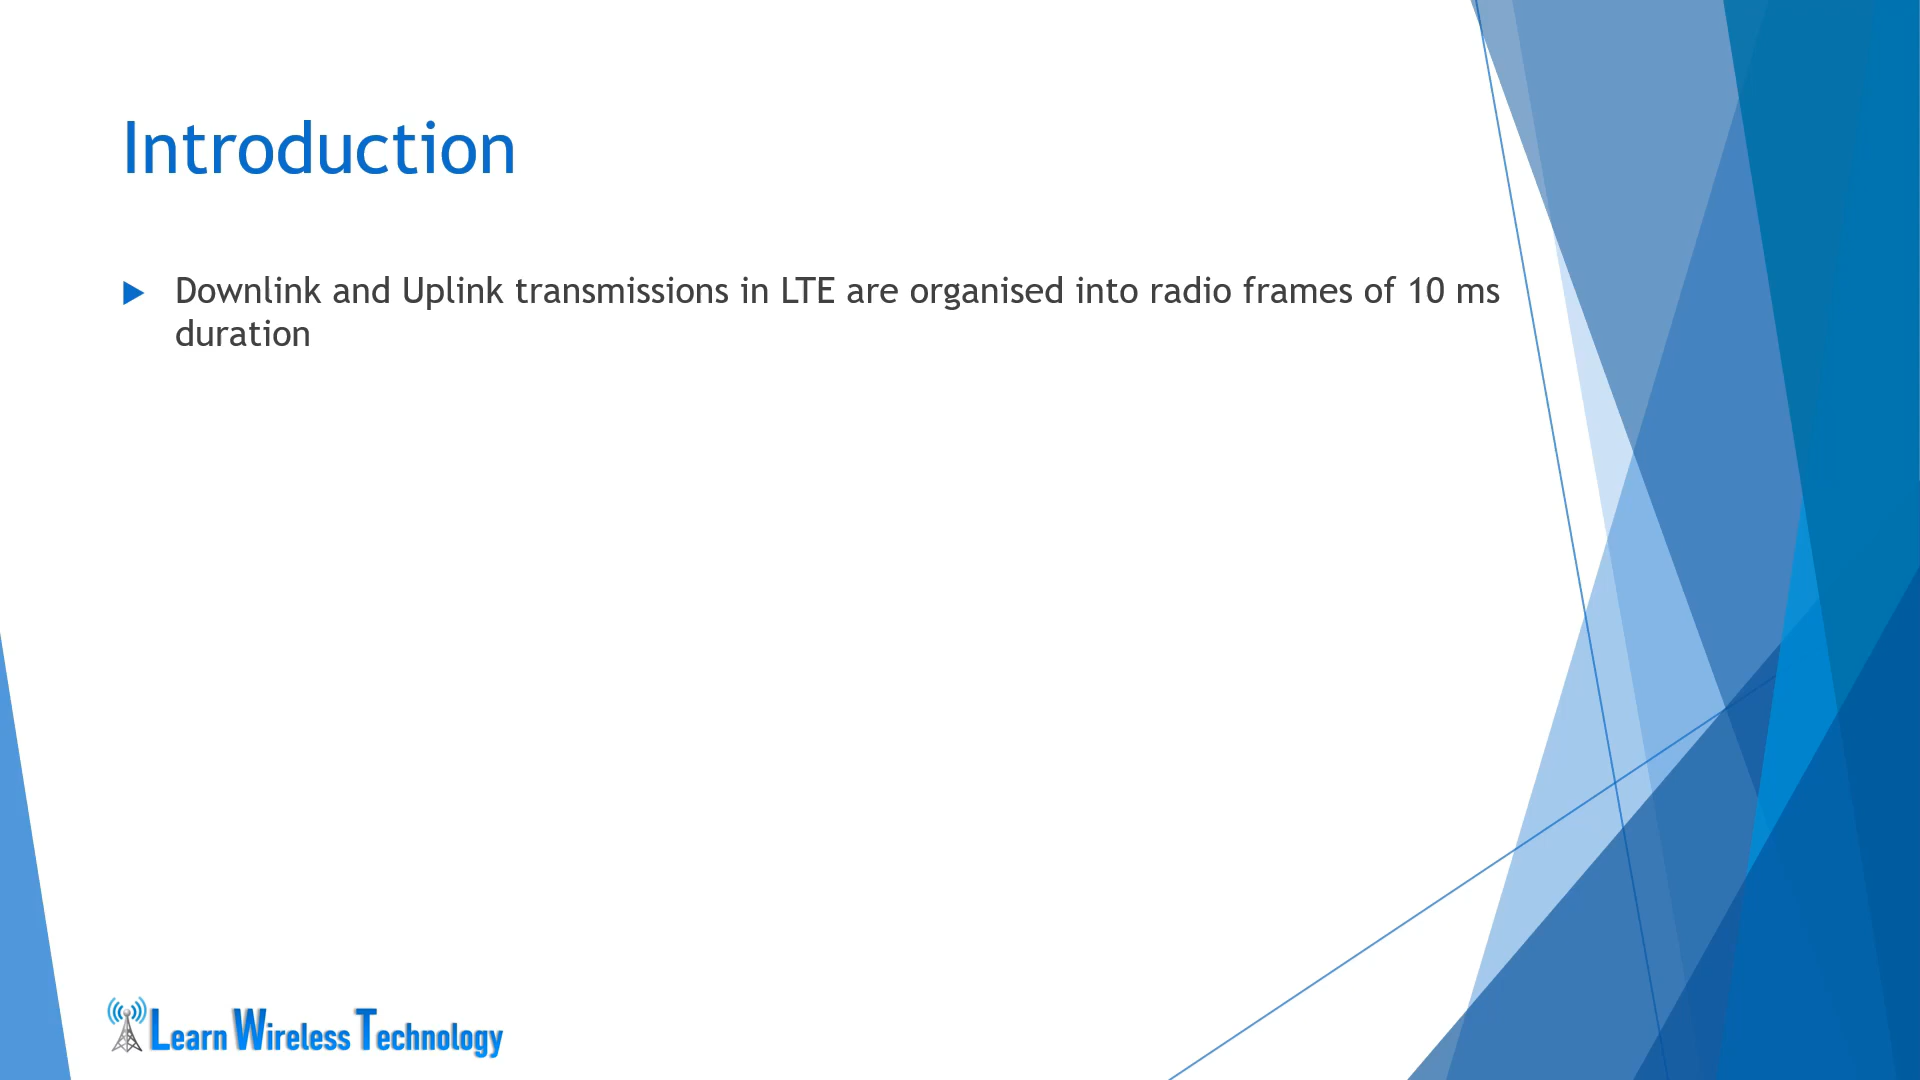 Introduction
Downlink and Uplink transmissions in LTE are organised into radio frames of 10 ms
duration
Learn Wireless Technology